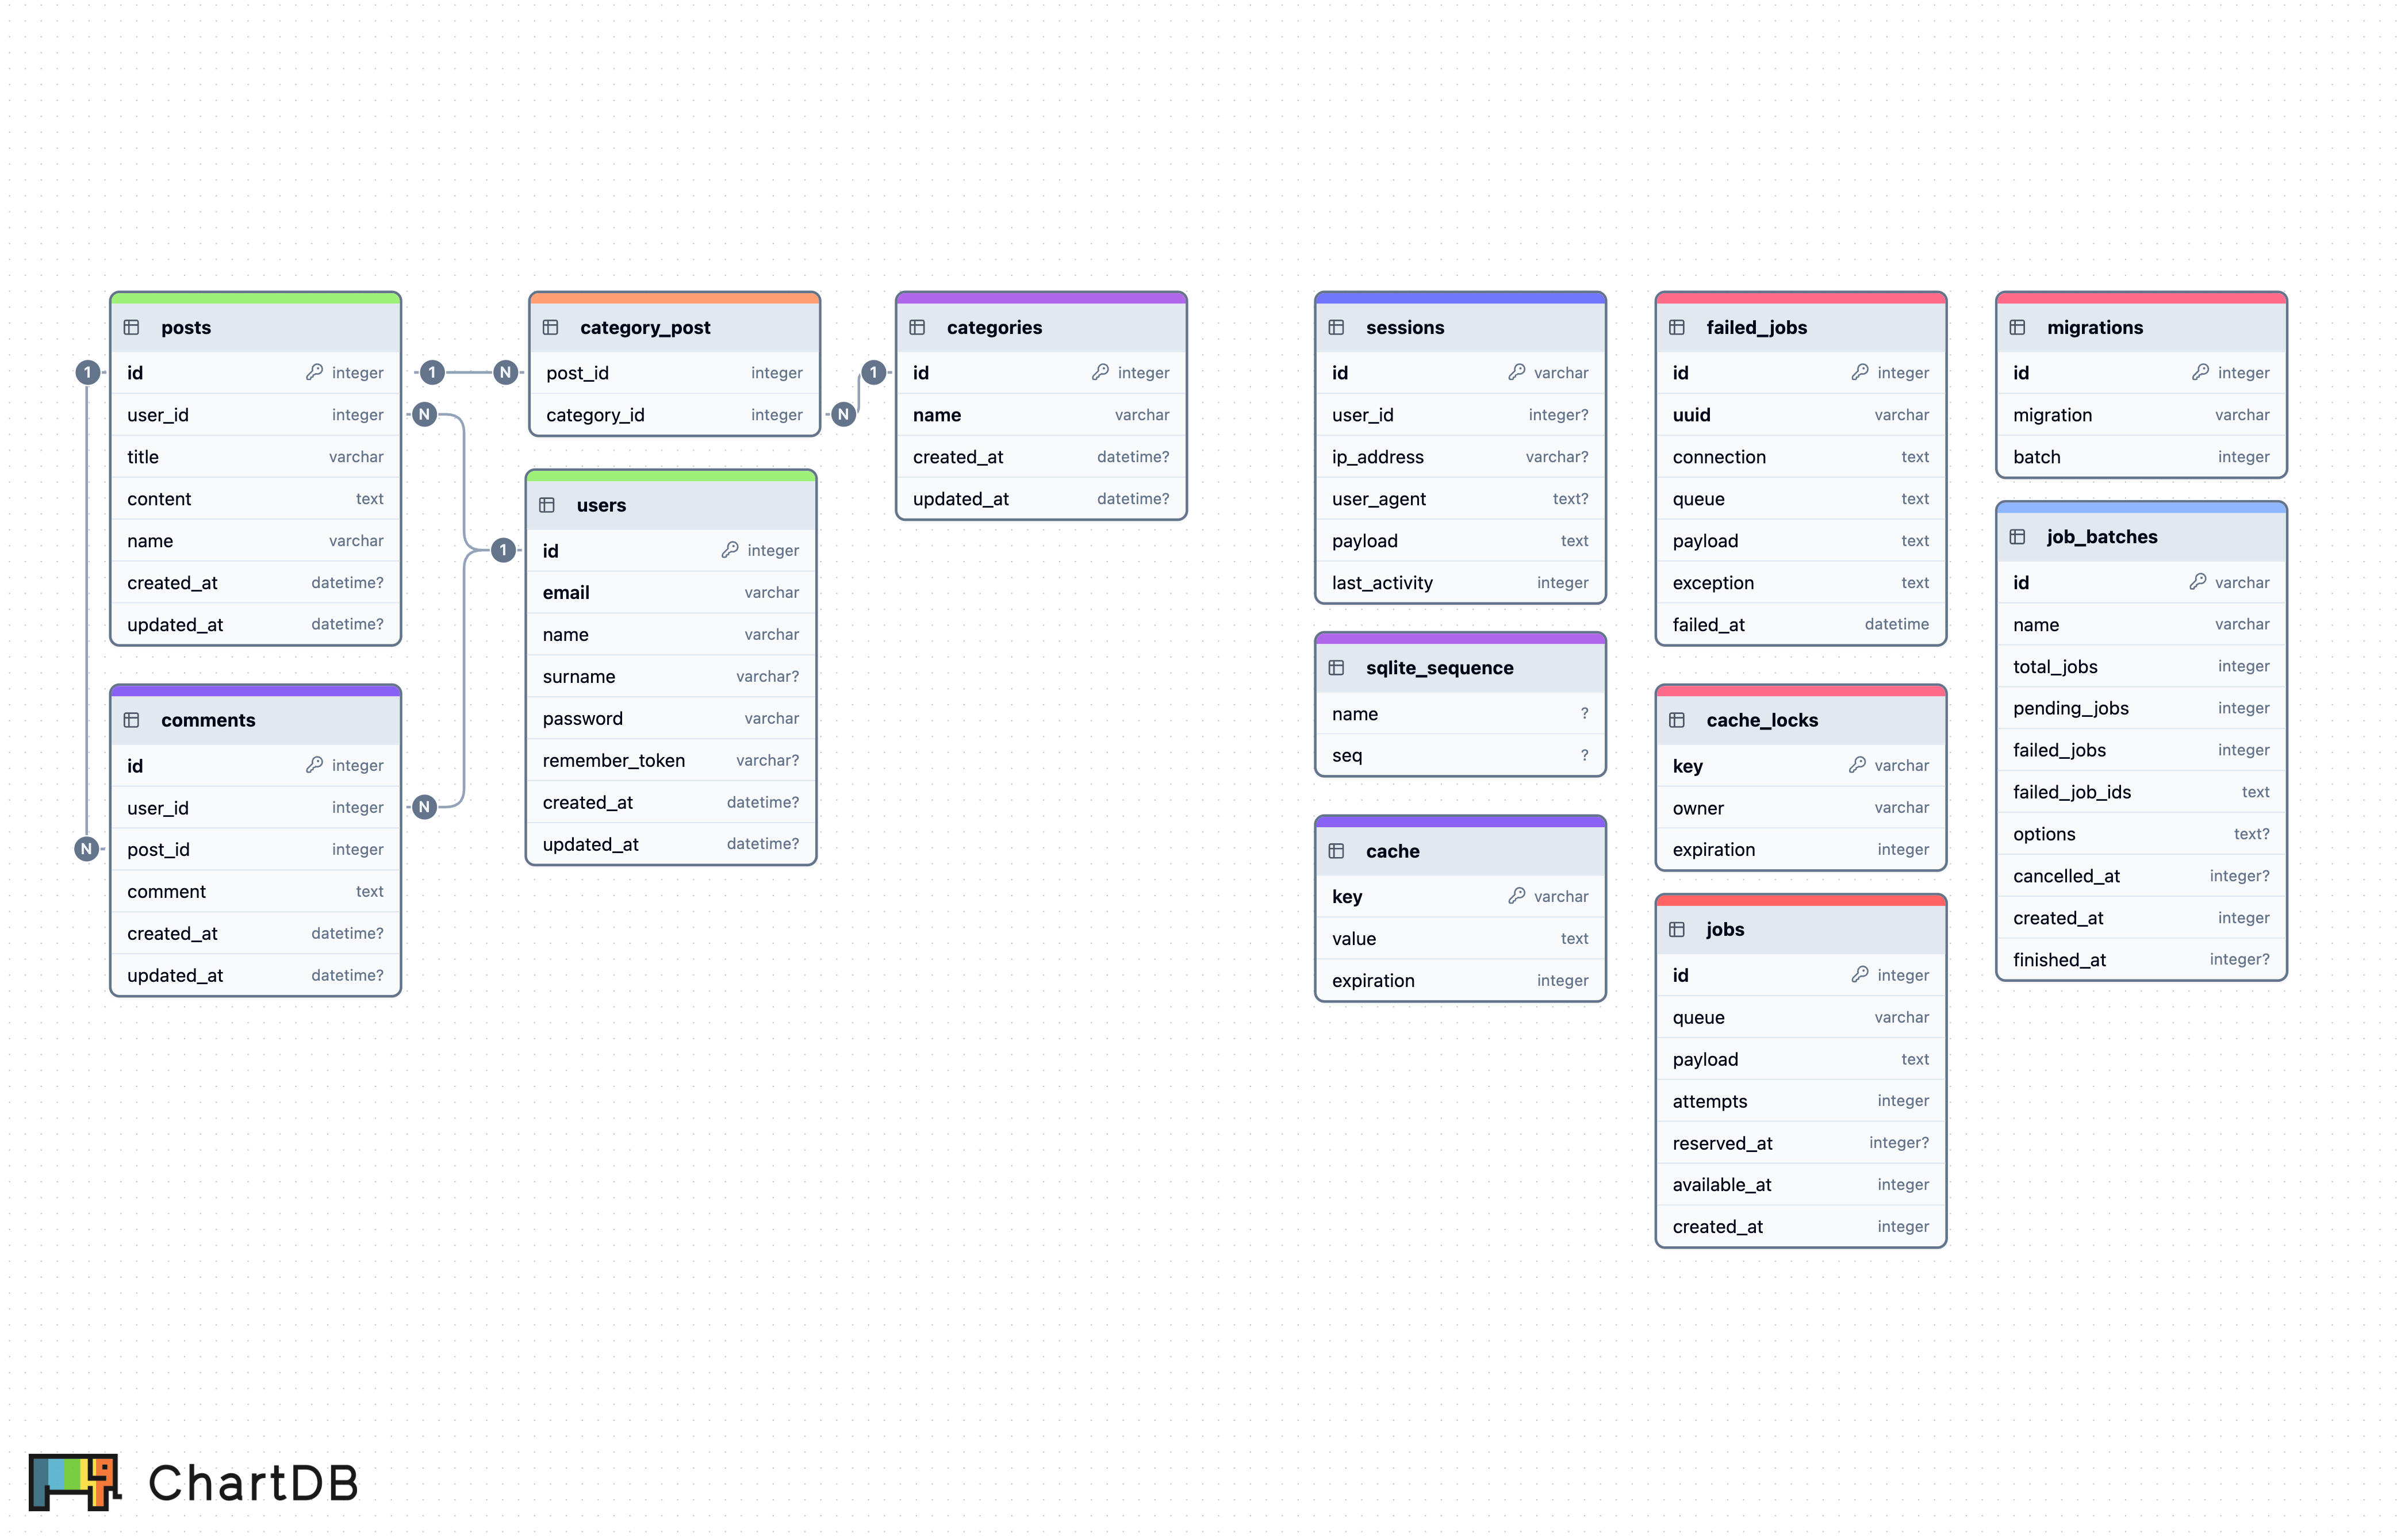 posts
id integer
user_id integer
title varchar
content text
name varchar
created_at datetime?
updated_at datetime?
1
1
N
N
comments
id integer
user_id integer
post_id integer
comment text
created_at datetime?
updated_at datetime?
N
N
category_post
post_id integer
category_id integer
N
1
users
id integer
email varchar
name varchar
surname varchar?
password varchar
remember_token varchar?
created_at datetime?
updated_at datetime?
1
categories
id integer
name varchar
created_at datetime?
updated_at datetime?
sessions
id varchar
user_id integer?
ip_address varchar?
user_agent text?
payload text
last_activity integer
sqlite_sequence
name ?
seq ?
cache
key varchar
value text
expiration integer
failed_jobs
id integer
uuid varchar
connection text
queue text
payload text
exception text
failed_at datetime
cache_locks
key varchar
owner varchar
expiration integer
jobs
id integer
queue varchar
payload text
attempts integer
reserved_at integer?
available_at integer
created_at integer
migrations
id integer
migration varchar
batch integer
job_batches
id varchar
name varchar
total_jobs integer
pending_jobs integer
failed_jobs integer
failed_job_ids text
options text?
cancelled_at integer?
created_at integer
finished_at integer?
ChartDB